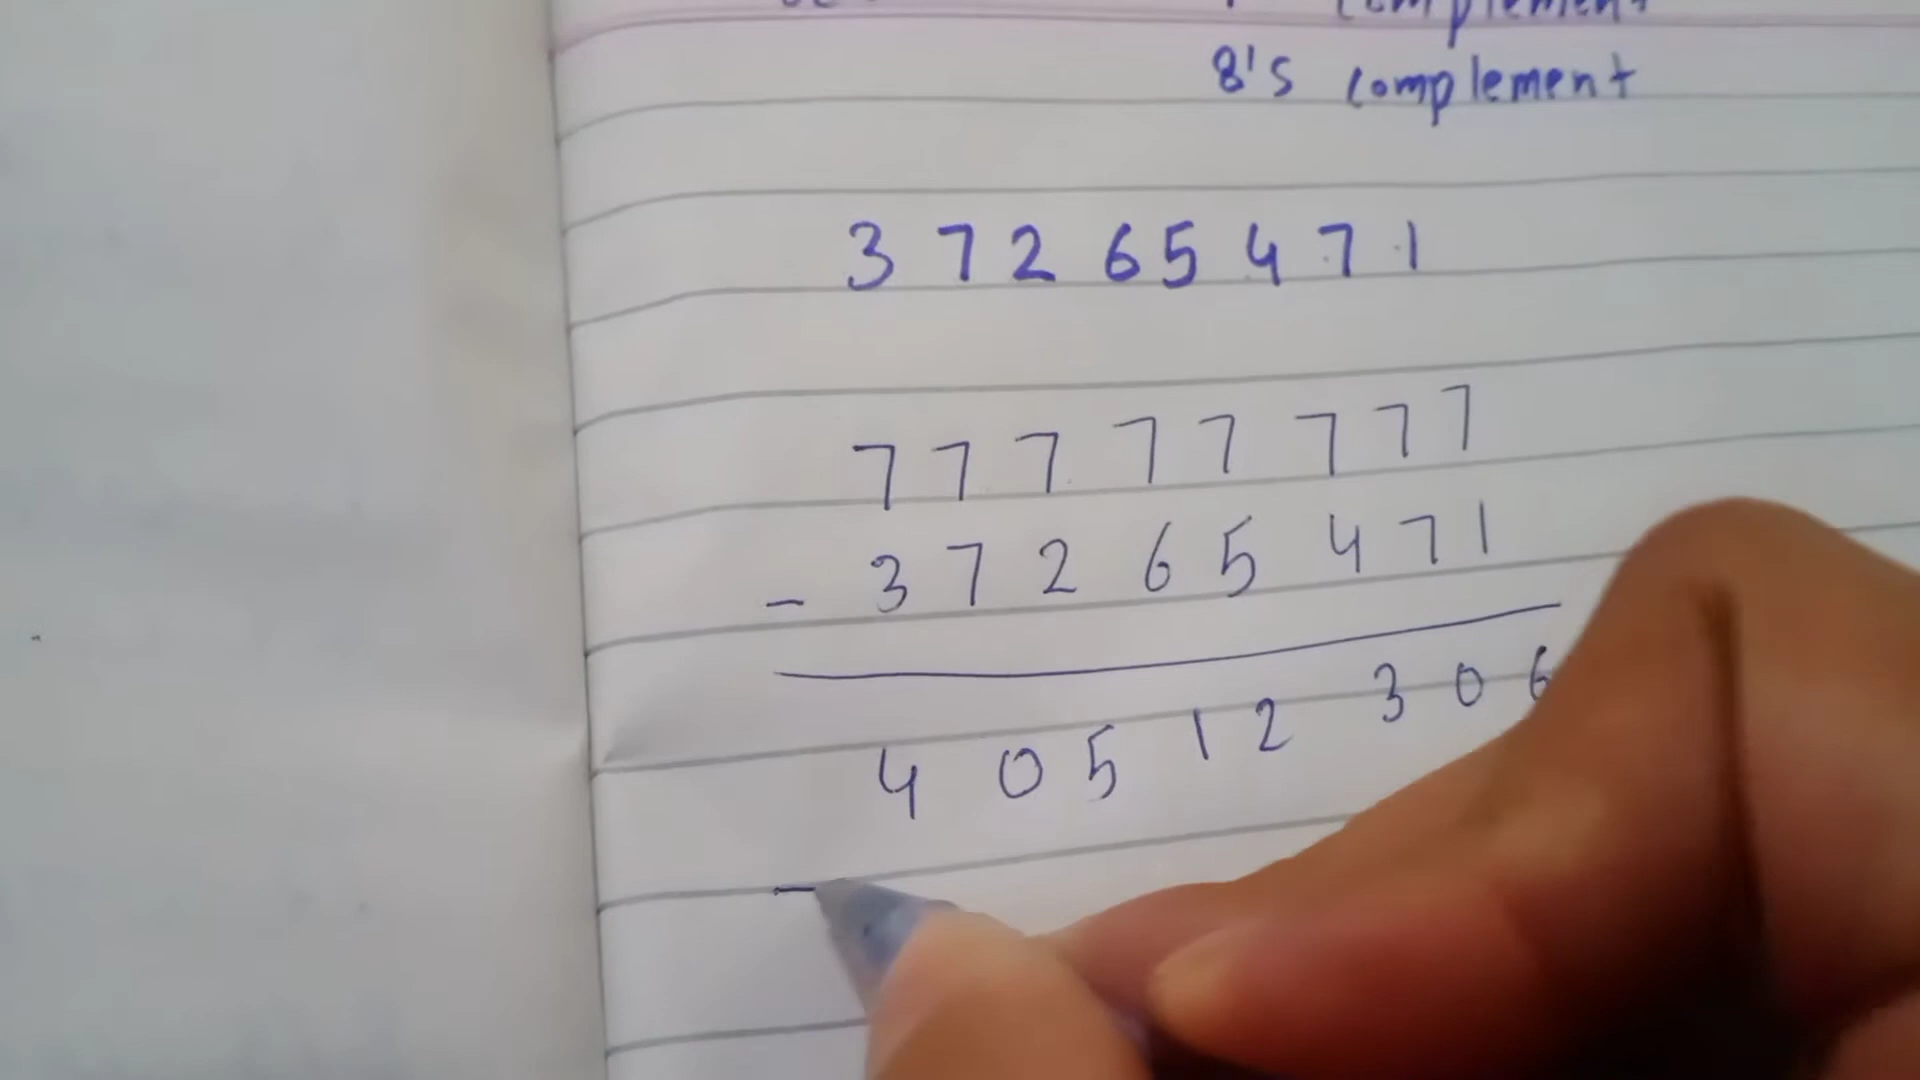 complement
8's complement
3 7 2 6 5 4 7 1
7 7 7 7 7 7 7 7
- 3 7 2 6 5 4 7 1
4 0 5 1 2 3 0 6